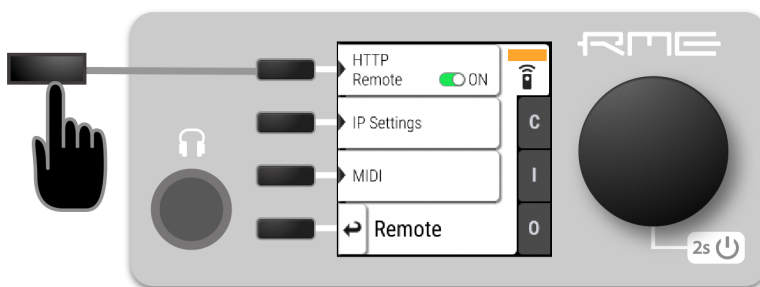 RME
HTTP
Remote ON
IP Settings
C
MIDI
I
Remote
O
2s